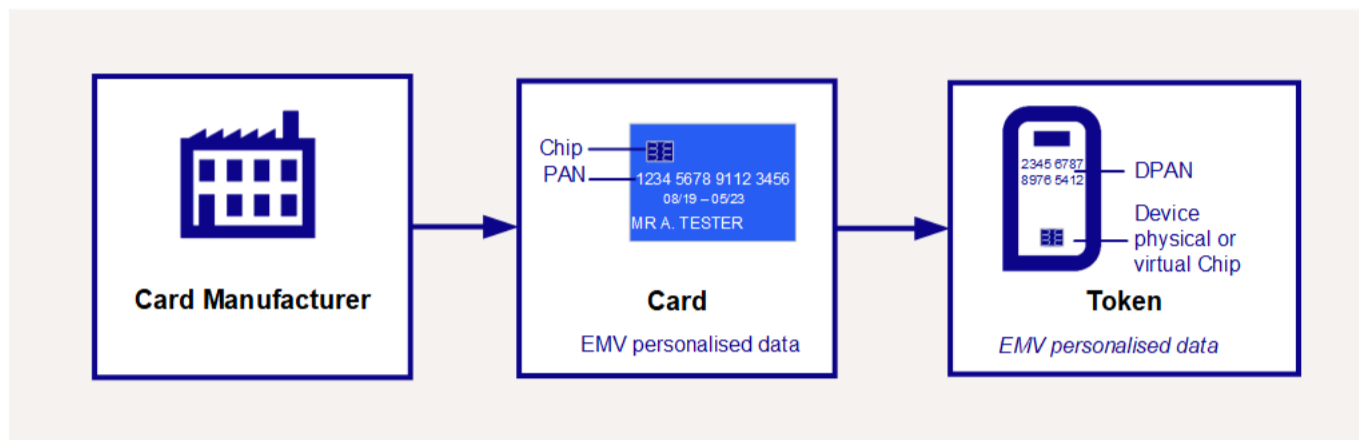 Card Manufacturer
Chip
PAN
1234 5678 9112 3456
08/19 – 05/23
MR A. TESTER
Card
EMV personalised data
2345 6787
8976 5412
DPAN
Device
physical or
virtual Chip
Token
EMV personalised data